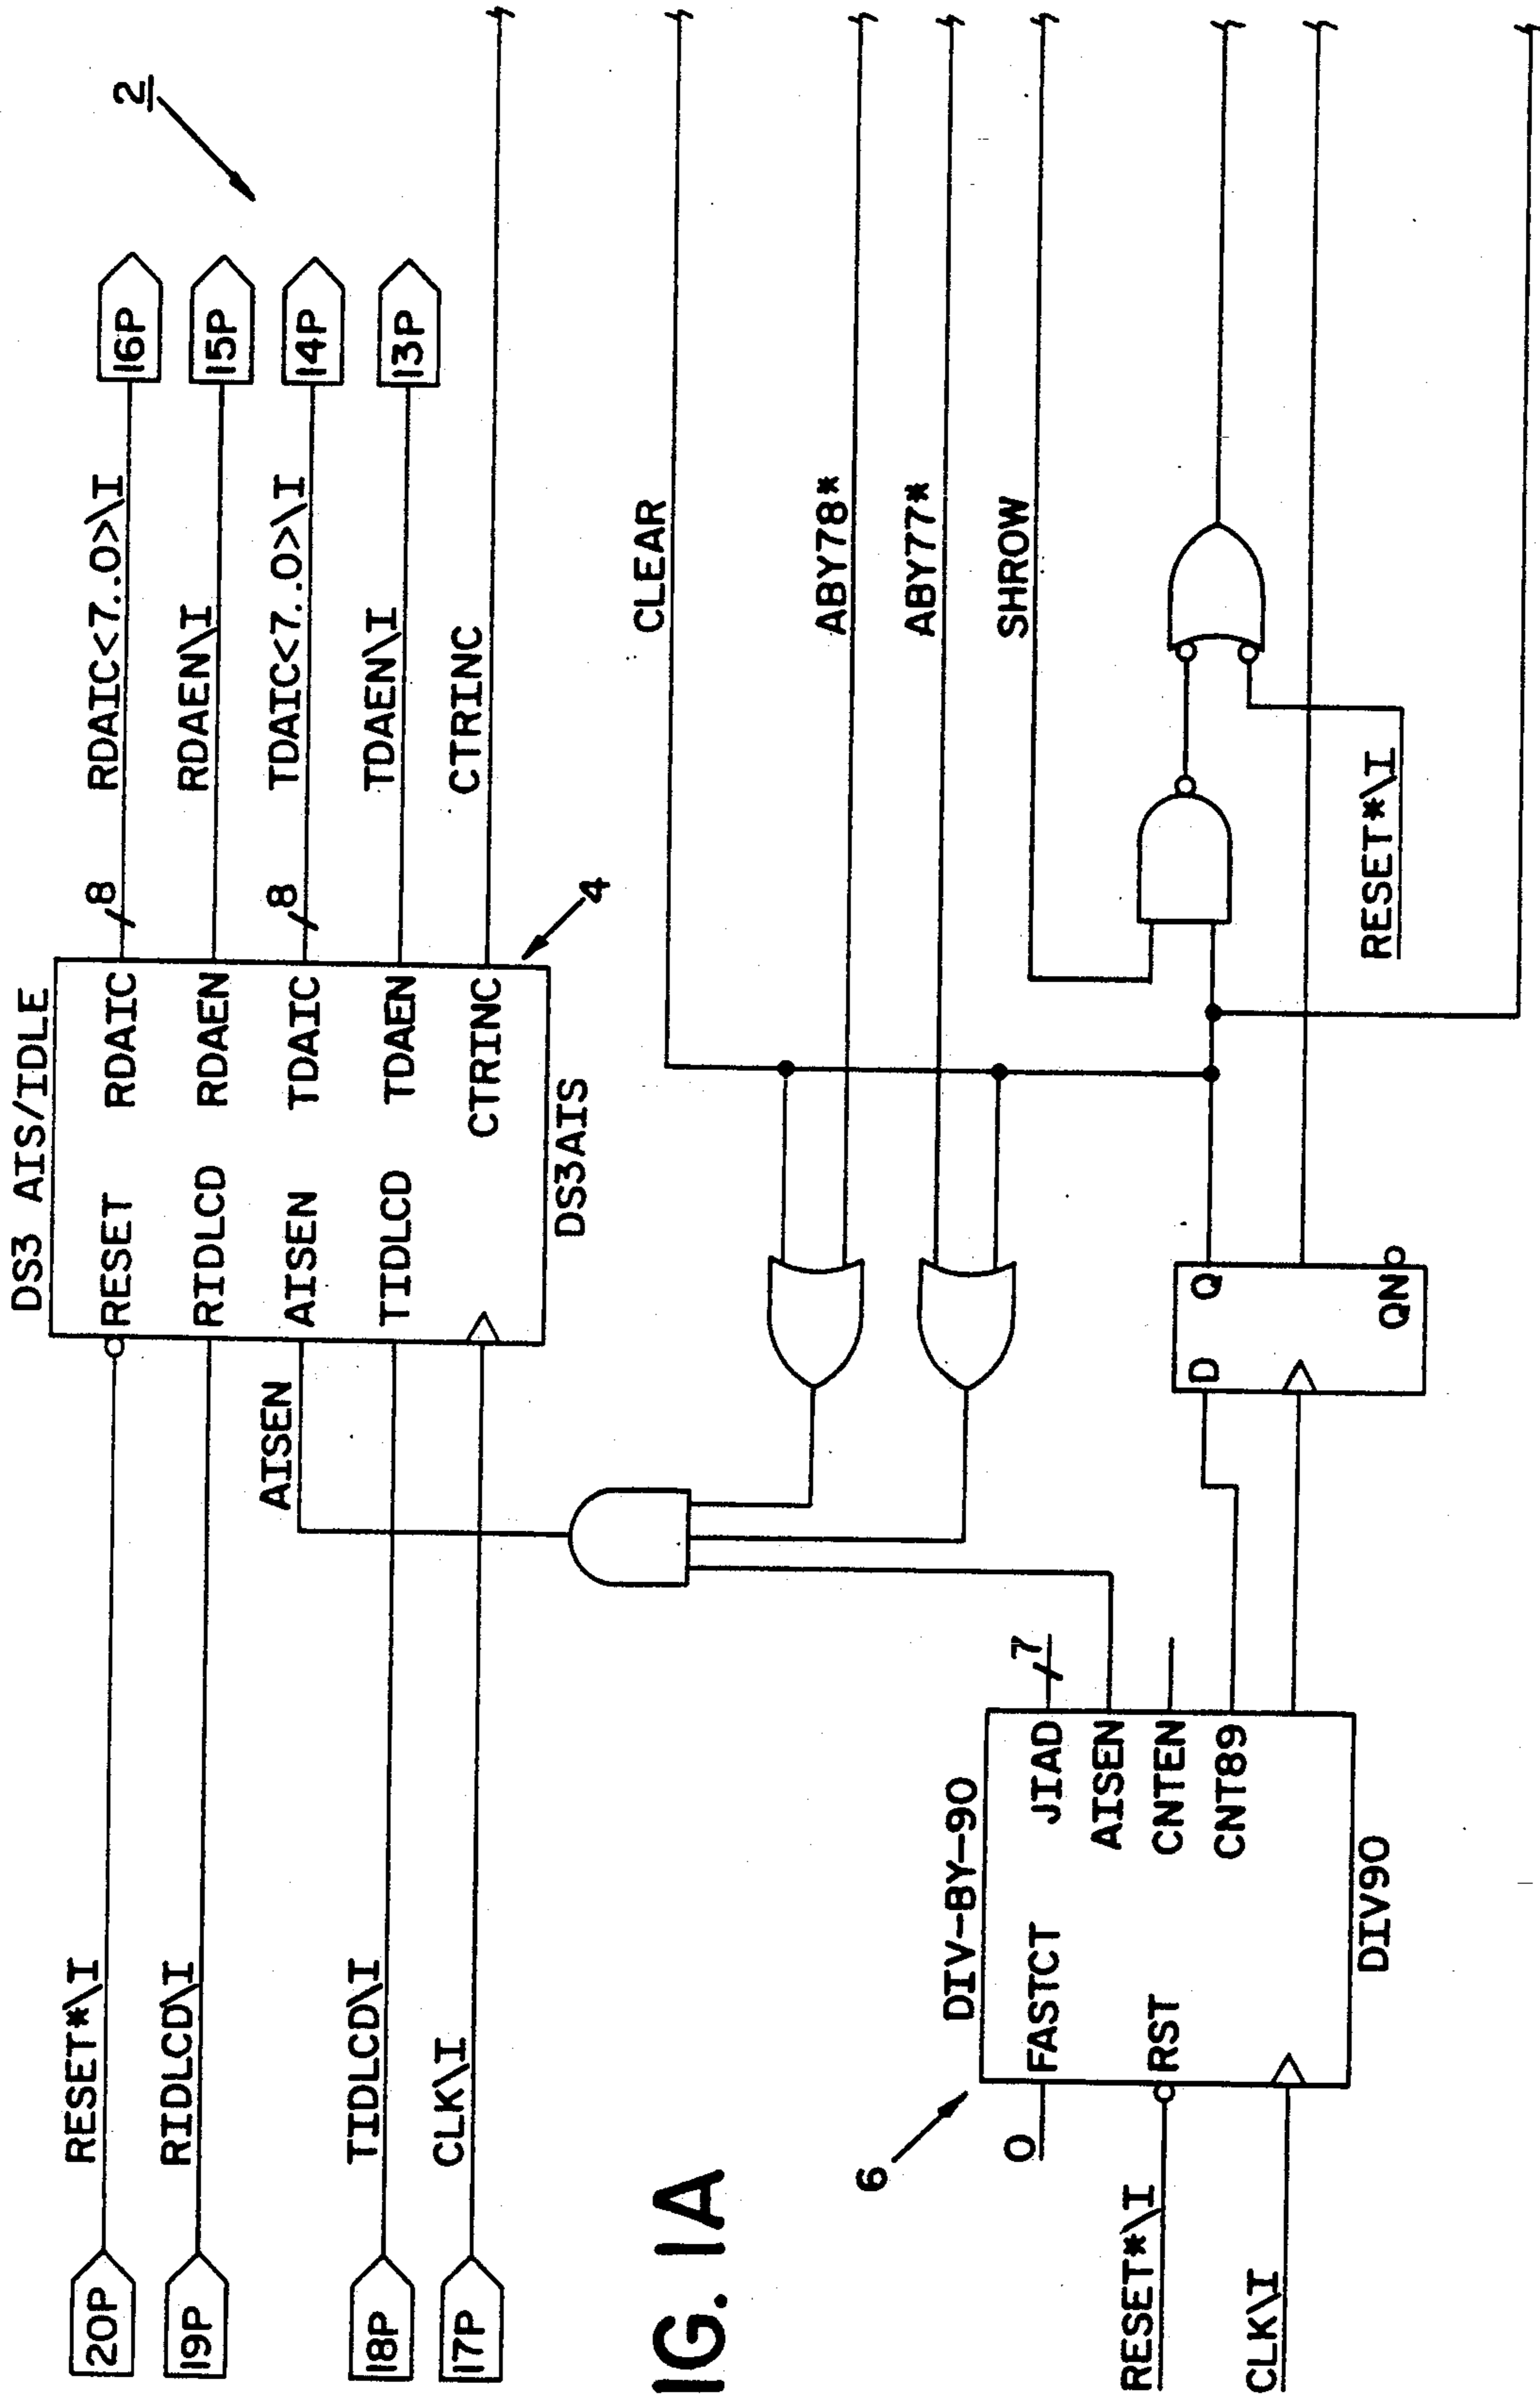 2
DS3 AIS/IDLE
20P
RESET*\I
RESET
RDAIC
8
RDAIC<7..0>\I
16P
19P
RIDLCD\I
RIDLCD
RDAEN
RDAEN\I
15P
AISEN
AISEN
TDAIC
8
TDAIC<7..0>\I
14P
18P
TIDLCD\I
TIDLCD
TDAEN
TDAEN\I
13P
17P
CLK\I
CTRINC
CTRINC
DS3AIS
4
CLEAR
IG. IA
ABY78*
ABY77*
SHROW
6
DIV-BY-90
0
FASTCT
JIAD
7
AISEN
RESET*\I
RST
CNTEN
CNT89
D
Q
CLK\I
DIV90
QN
RESET*\I